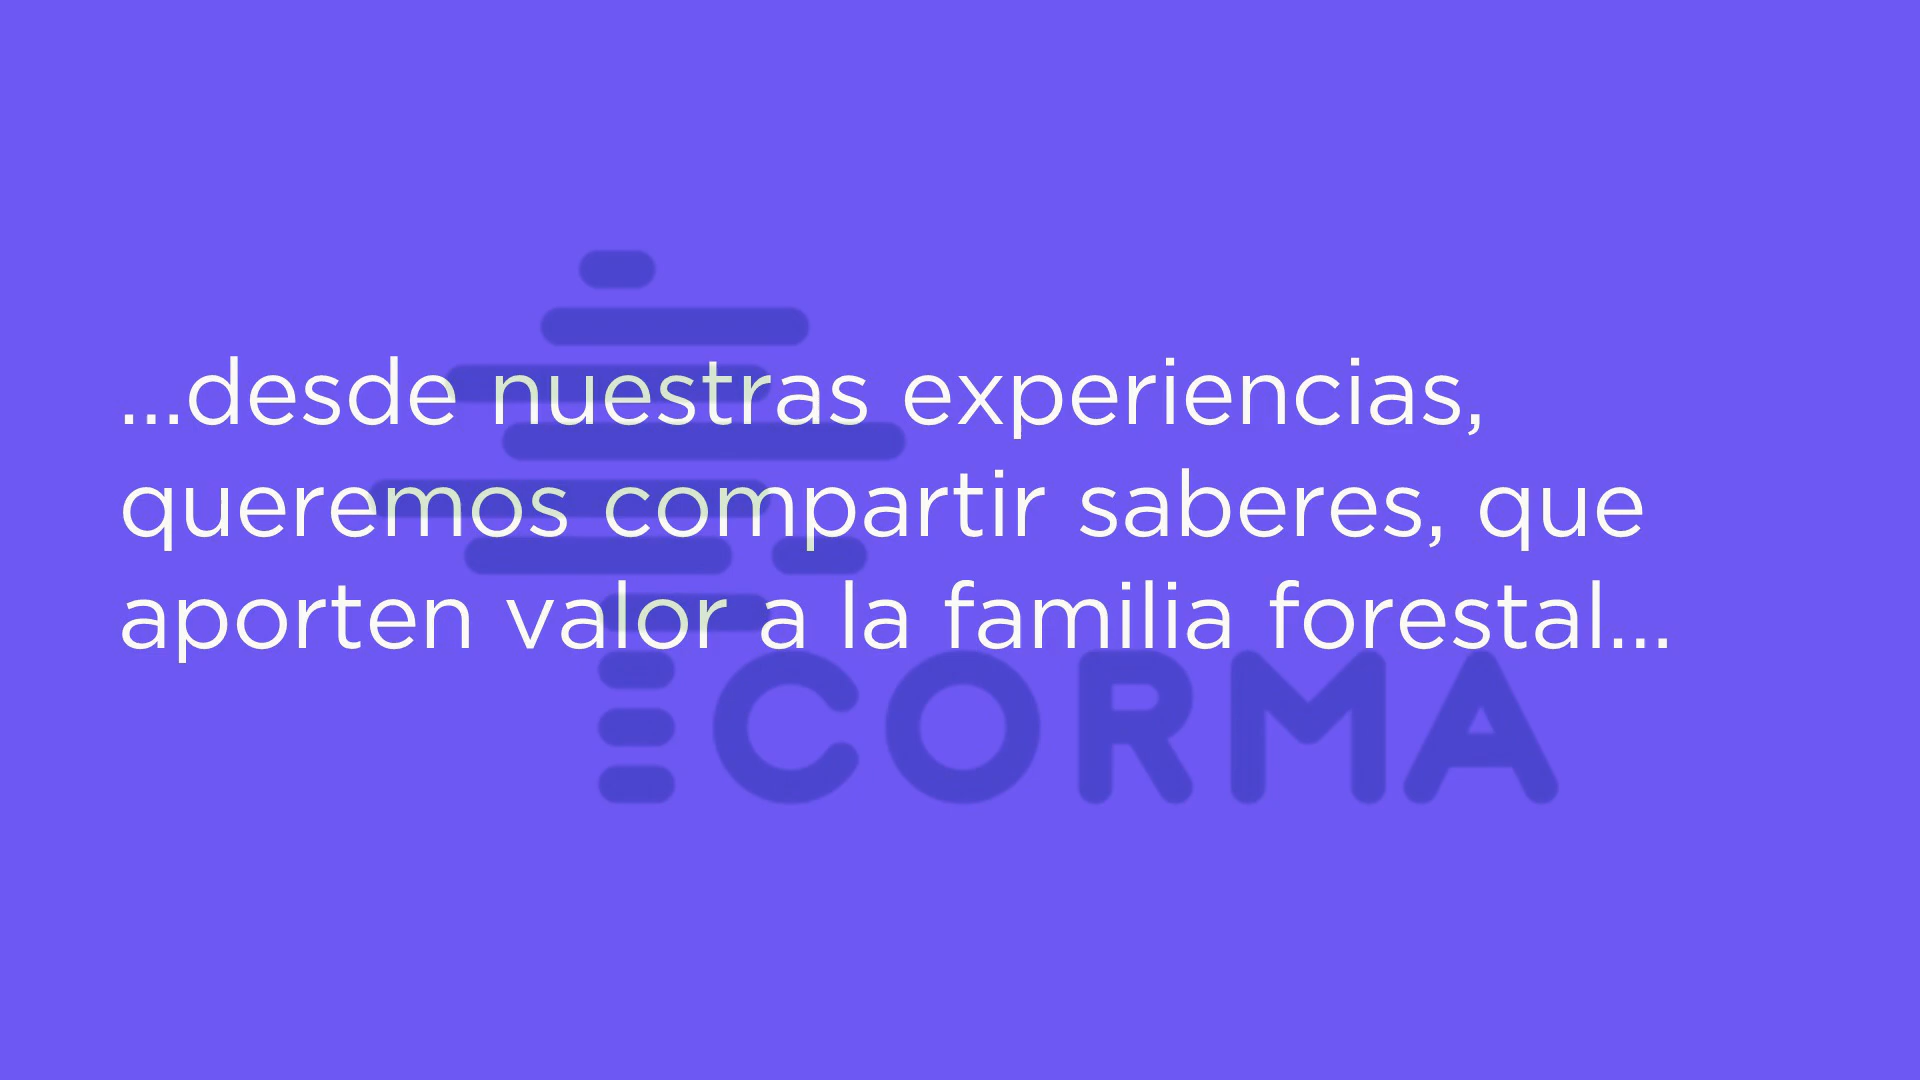 ...desde nuestras experiencias,
queremos compartir saberes, que
aporten valor a la familia forestal...
CORMA